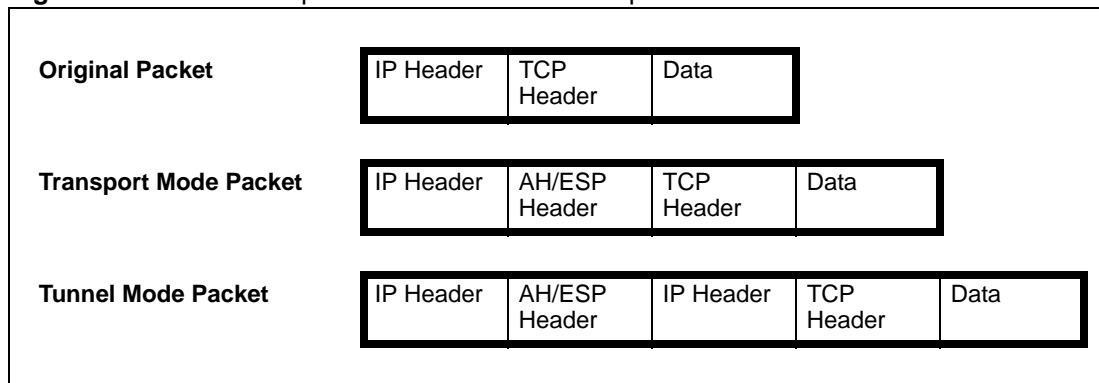 Original Packet IP Header TCP Header Data
Transport Mode Packet IP Header AH/ESP Header TCP Header Data
Tunnel Mode Packet IP Header AH/ESP Header IP Header TCP Header Data